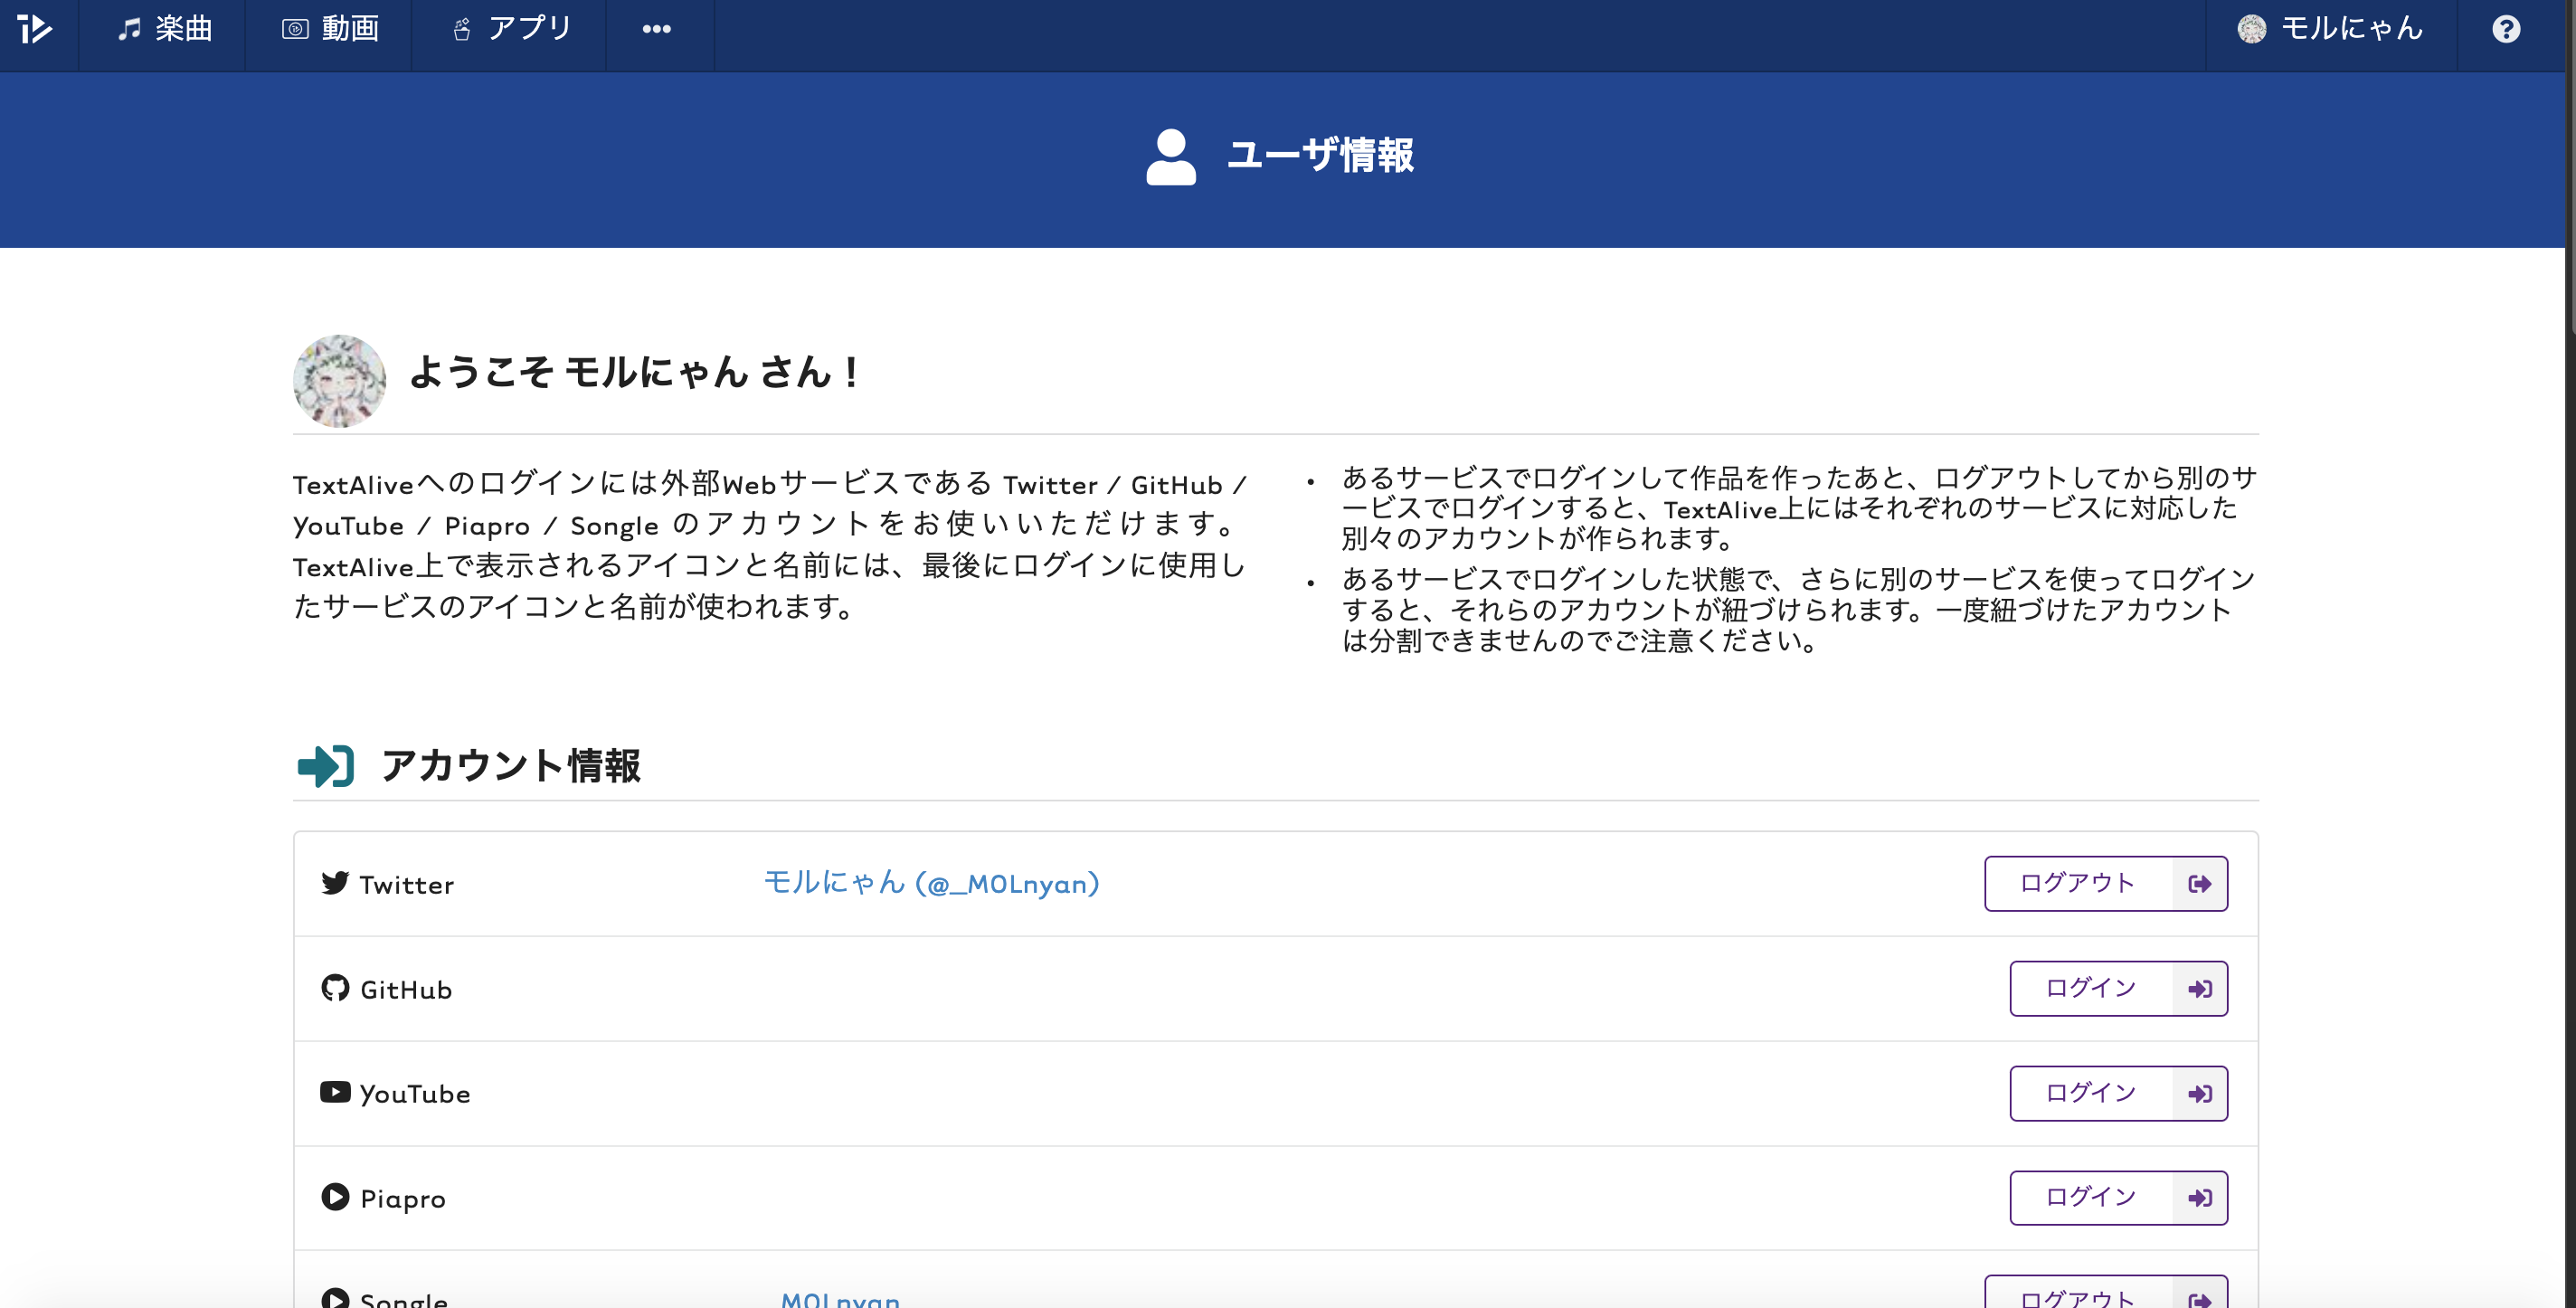 楽曲
動画
アプリ
モルにゃん
ユーザ情報
ようこそ モルにゃん さん！
TextAliveへのログインには外部Webサービスである Twitter / GitHub /
YouTube / Piapro / Songle のアカウントをお使いいただけます。
TextAlive上で表示されるアイコンと名前には、最後にログインに使用し
たサービスのアイコンと名前が使われます。
• あるサービスでログインして作品を作ったあと、ログアウトしてから別のサ
ービスでログインすると、TextAlive上にはそれぞれのサービスに対応した
別々のアカウントが作られます。
• あるサービスでログインした状態で、さらに別のサービスを使ってログイン
すると、それらのアカウントが紐づけられます。一度紐づけたアカウント
は分割できませんのでご注意ください。
アカウント情報
Twitter モルにゃん (@_MOLnyan) ログアウト
GitHub ログイン
YouTube ログイン
Piapro ログイン
Songle MOLnyan ログアウト